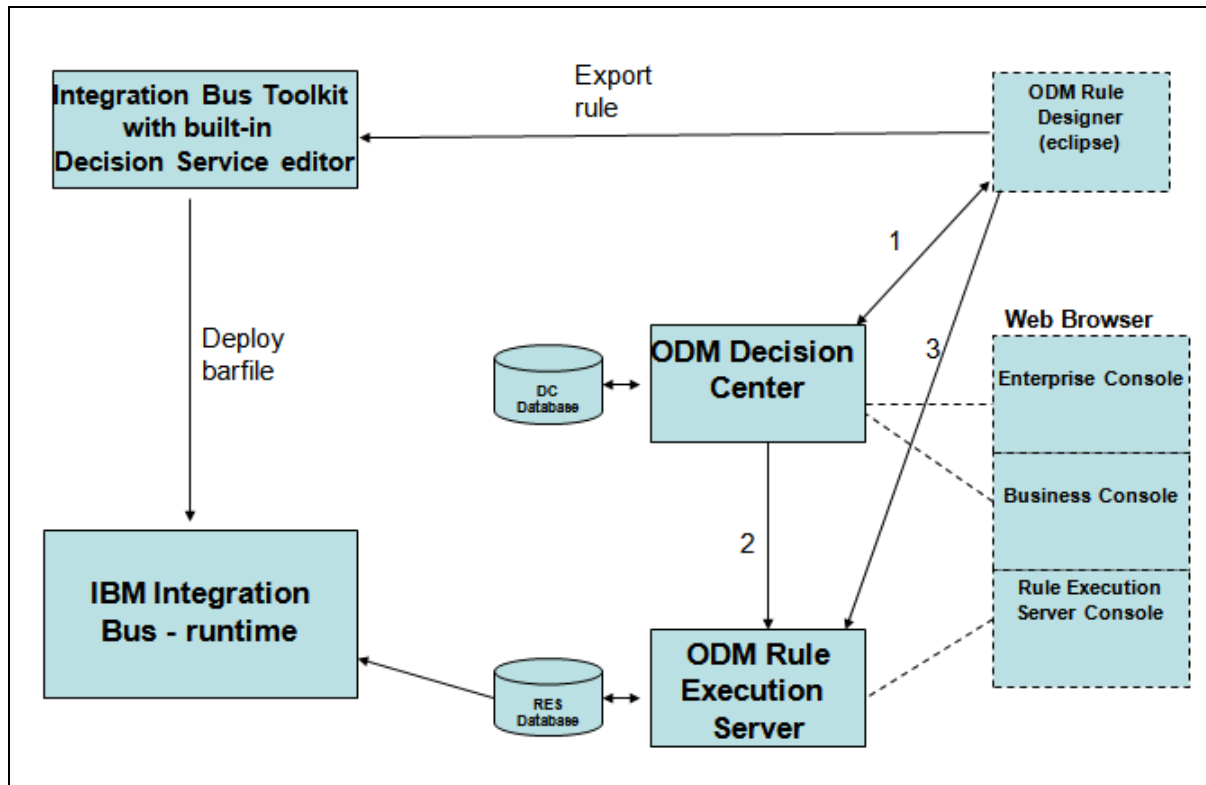 Integration Bus Toolkit
with built-in
Decision Service editor
Export
rule
ODM Rule
Designer
(eclipse)
1
Deploy
barfile
DC
Database
ODM Decision
Center
3
Web Browser
Enterprise Console
Business Console
2
IBM Integration
Bus - runtime
RES
Database
ODM Rule
Execution
Server
Rule Execution
Server Console